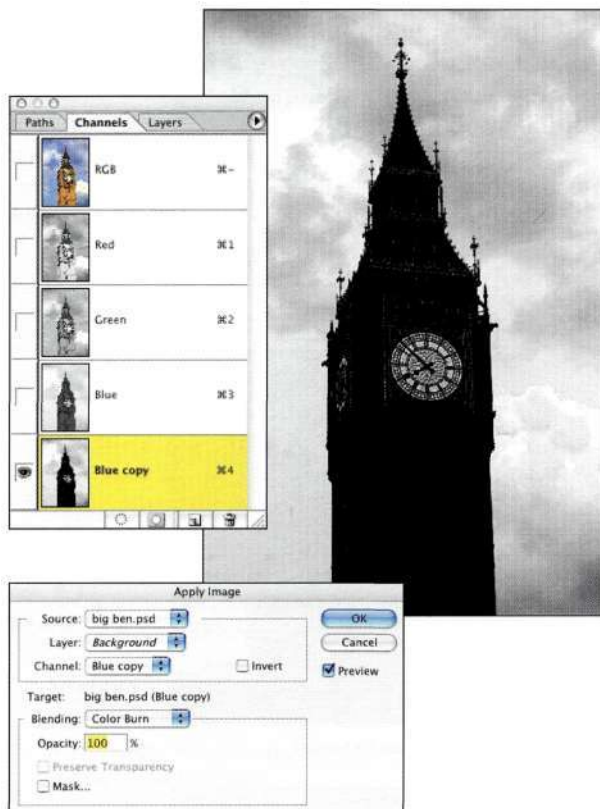 Paths Channels Layers
RGB ⌘~
Red ⌘1
Green ⌘2
Blue ⌘3
Blue copy ⌘4
Apply Image
Source: big ben.psd
OK
Layer: Background
Cancel
Channel: Blue copy Invert
Preview
Target: big ben.psd (Blue copy)
Blending: Color Burn
Opacity: 100 %
Preserve Transparency
Mask...